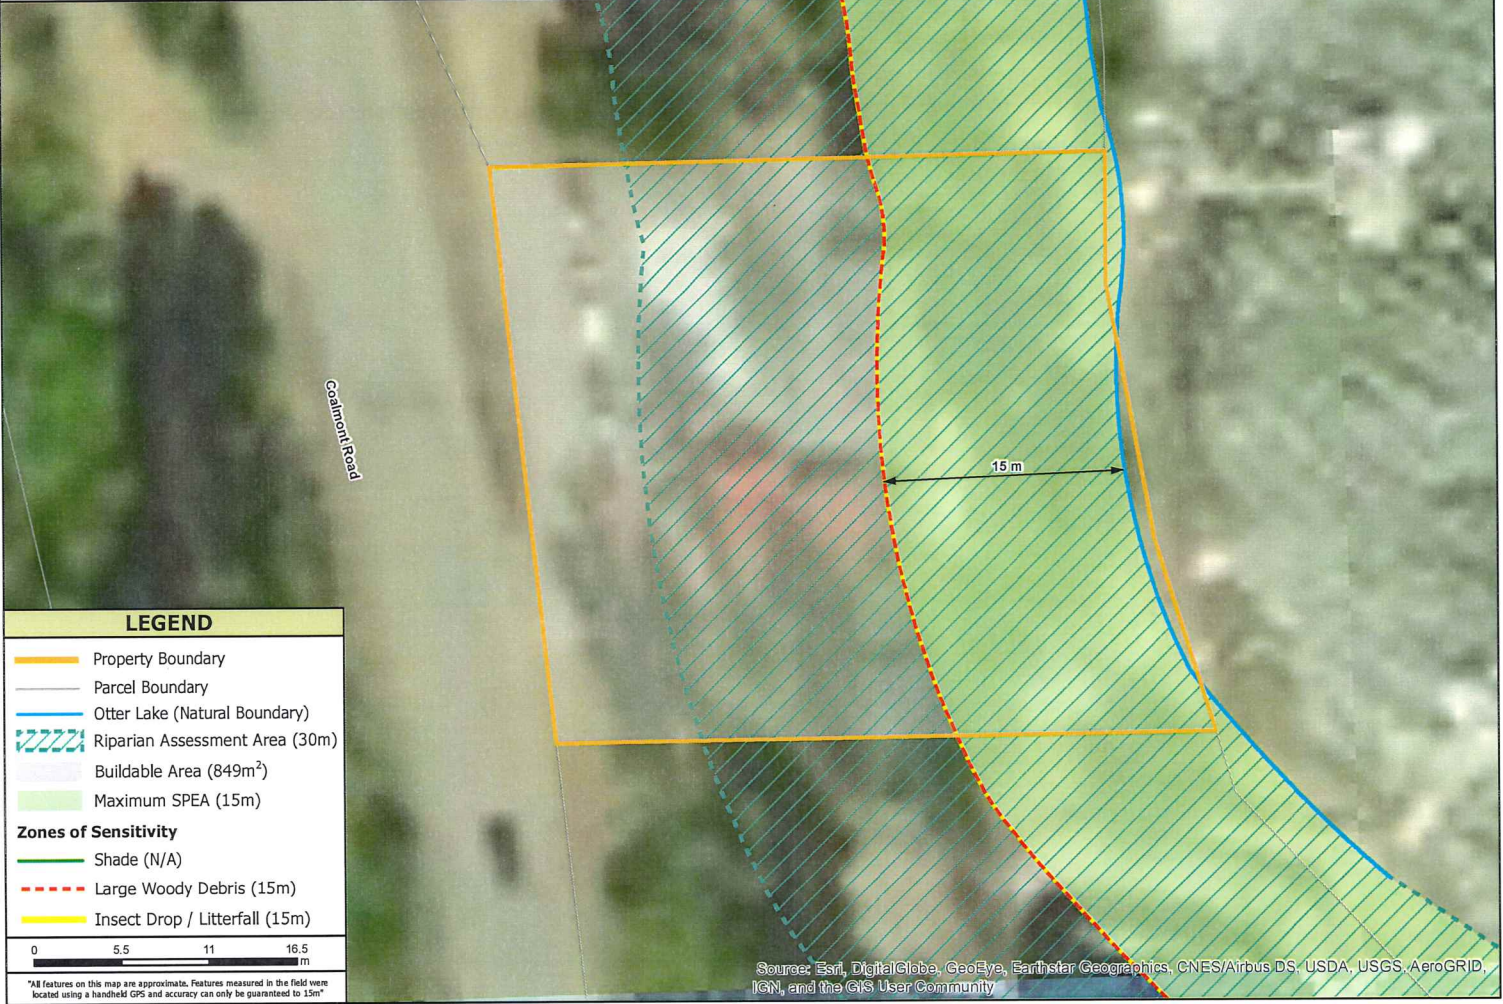 Coalmont Road
15 m
LEGEND
Property Boundary
Parcel Boundary
Otter Lake (Natural Boundary)
Riparian Assessment Area (30m)
Buildable Area (849m²)
Maximum SPEA (15m)
Zones of Sensitivity
Shade (N/A)
Large Woody Debris (15m)
Insect Drop / Litterfall (15m)
0 5.5 11 16.5
m
"All features on this map are approximate. Features measured in the field were
located using a handheld GPS and accuracy can only be guaranteed to 15m"
Source: Esri, DigitalGlobe, GeoEye, Earthstar Geographics, CNES/Airbus DS, USDA, USGS, AeroGRID,
IGN, and the GIS User Community